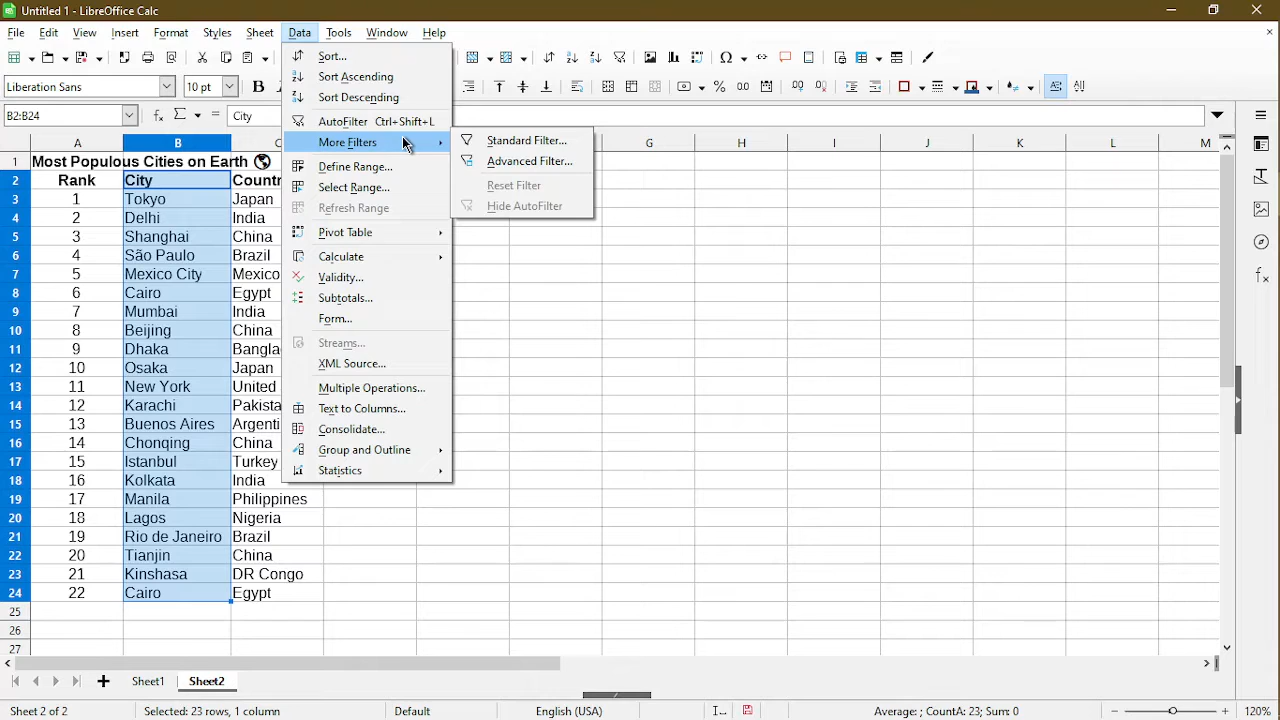 Untitled 1 - LibreOffice Calc
File Edit View Insert Format Styles Sheet Data Tools Window Help
Liberation Sans 10 pt B
B2:B24 City
A B C G H I J K L M
1 Most Populous Cities on Earth 🌎
2 Rank City Countr
3 1 Tokyo Japan
4 2 Delhi India
5 3 Shanghai China
6 4 São Paulo Brazil
7 5 Mexico City Mexico
8 6 Cairo Egypt
9 7 Mumbai India
10 8 Beijing China
11 9 Dhaka Bangla
12 10 Osaka Japan
13 11 New York United
14 12 Karachi Pakista
15 13 Buenos Aires Argenti
16 14 Chonqing China
17 15 Istanbul Turkey
18 16 Kolkata India
19 17 Manila Philippines
20 18 Lagos Nigeria
21 19 Rio de Janeiro Brazil
22 20 Tianjin China
23 21 Kinshasa DR Congo
24 22 Cairo Egypt
25
26
27
Sort...
Sort Ascending
Sort Descending
AutoFilter Ctrl+Shift+L
More Filters
Define Range...
Select Range...
Refresh Range
Pivot Table
Calculate
Validity...
Subtotals...
Form...
Streams...
XML Source...
Multiple Operations...
Text to Columns...
Consolidate...
Group and Outline
Statistics
Standard Filter...
Advanced Filter...
Reset Filter
Hide AutoFilter
Sheet1 Sheet2
Sheet 2 of 2 Selected: 23 rows, 1 column Default English (USA) Average: ; CountA: 23; Sum: 0 120%